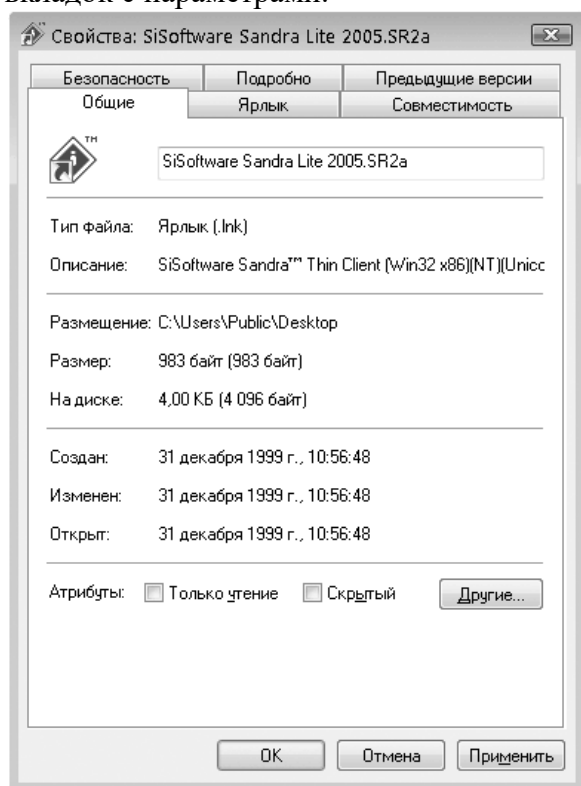 вкладок с параметрами.
Свойства: SiSoftware Sandra Lite 2005.SR2a
Безопасность Подробно Предыдущие версии
Общие Ярлык Совместимость
TM
SiSoftware Sandra Lite 2005.SR2a
Тип файла: Ярлык (.lnk)
Описание: SiSoftware Sandra™ Thin Client (Win32 x86)(NT)(Unicc
Размещение: C:\Users\Public\Desktop
Размер: 983 байт (983 байт)
На диске: 4,00 КБ (4 096 байт)
Создан: 31 декабря 1999 г., 10:56:48
Изменен: 31 декабря 1999 г., 10:56:48
Открыт: 31 декабря 1999 г., 10:56:48
Атрибуты: Только чтение Скрытый Другие...
OK Отмена Применить